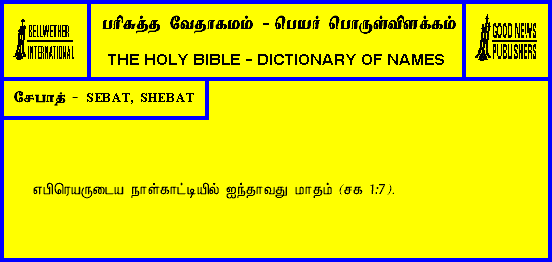 BELLWETHER
INTERNATIONAL
பரிசுத்த வேதாகமம் - பெயர் பொருள்விளக்கம்
THE HOLY BIBLE - DICTIONARY OF NAMES
GOOD NEWS
PUBLISHERS
சேபாத் - SEBAT, SHEBAT
எபிரெயருடைய நாள்காட்டியில் ஐந்தாவது மாதம் (சக 1:7).